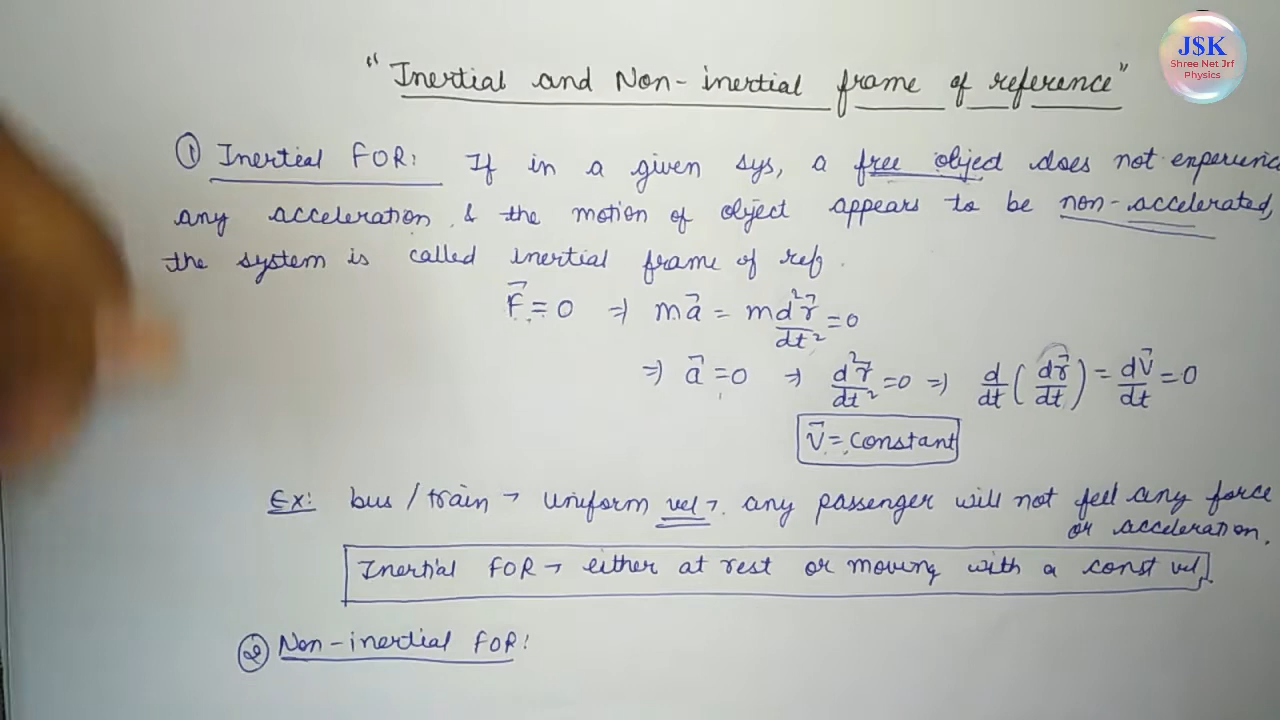 J$K
Shree Net Jrf
Physics
"Inertial and Non-inertial frame of reference"
① Inertial FOR: If in a given sys, a free object does not experienc
any acceleration & the motion of object appears to be non-accelerated,
the system is called inertial frame of ref.
F⃗ = 0 ⇒ ma⃗ = m d²r⃗/dt² = 0
⇒ a⃗ = 0 ⇒ d²r⃗/dt² = 0 ⇒ d/dt (dr⃗/dt) = dv⃗/dt = 0
V⃗ = Constant
Ex: bus / train → uniform vel → any passenger will not feel any force
or acceleration.
Inertial FOR → either at rest or moving with a const vel,
② Non-inertial FOR: